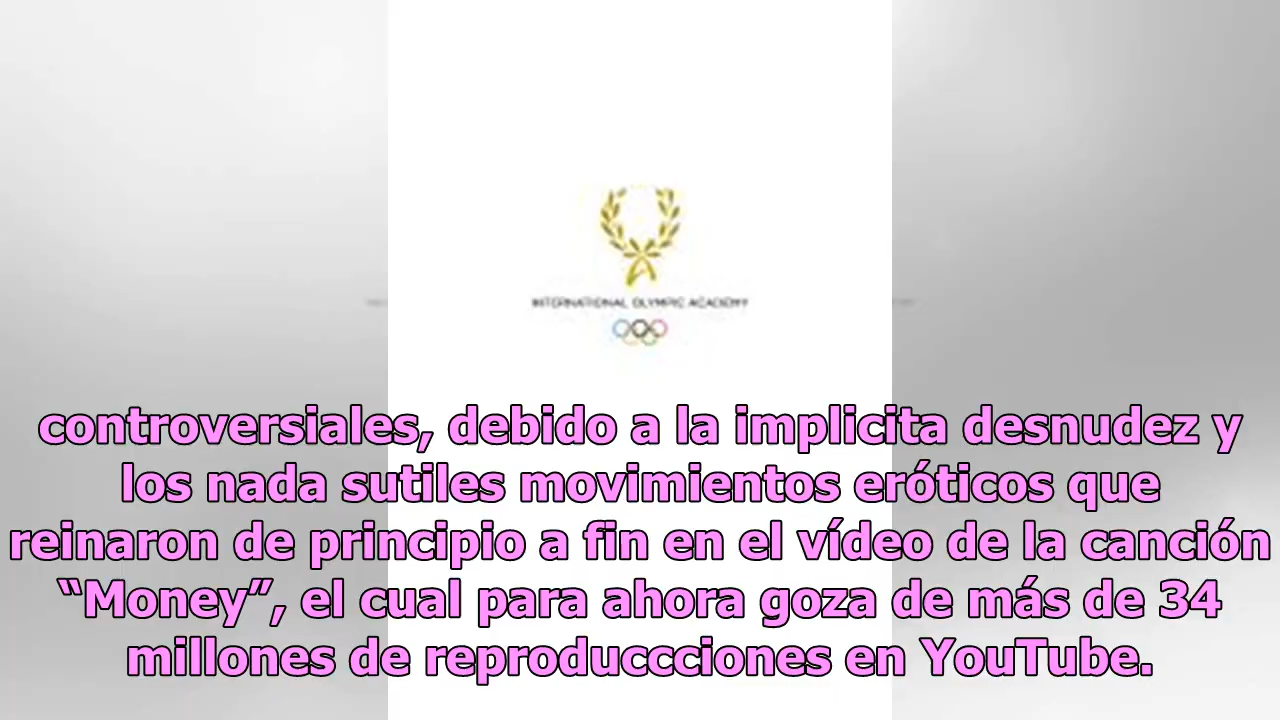 INTERNATIONAL OLYMPIC ACADEMY
controversiales, debido a la implicita desnudez y
los nada sutiles movimientos eróticos que
reinaron de principio a fin en el vídeo de la canción
“Money”, el cual para ahora goza de más de 34
millones de reproduccciones en YouTube.